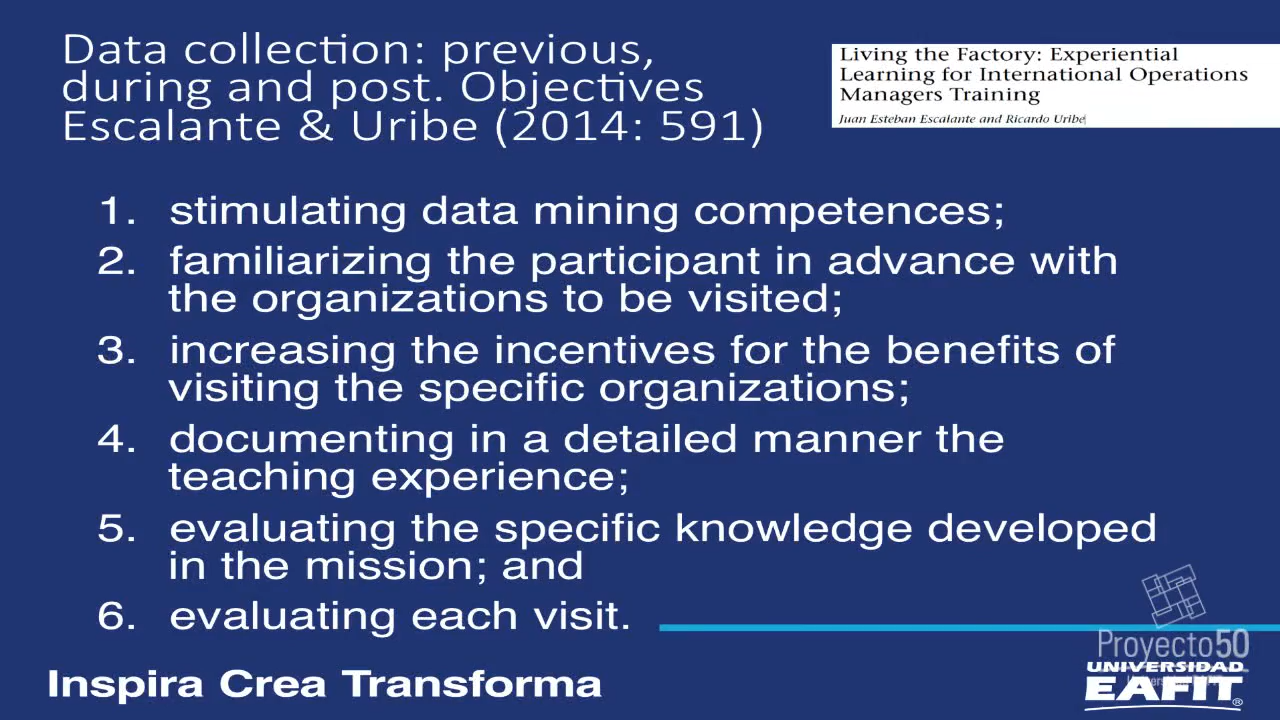 Data collection: previous,
during and post. Objectives
Escalante & Uribe (2014: 591)
Living the Factory: Experiential
Learning for International Operations
Managers Training
Juan Esteban Escalante and Ricardo Uribe
1. stimulating data mining competences;
2. familiarizing the participant in advance with
the organizations to be visited;
3. increasing the incentives for the benefits of
visiting the specific organizations;
4. documenting in a detailed manner the
teaching experience;
5. evaluating the specific knowledge developed
in the mission; and
6. evaluating each visit.
Inspira Crea Transforma
Proyecto50
UNIVERSIDAD
EAFIT®